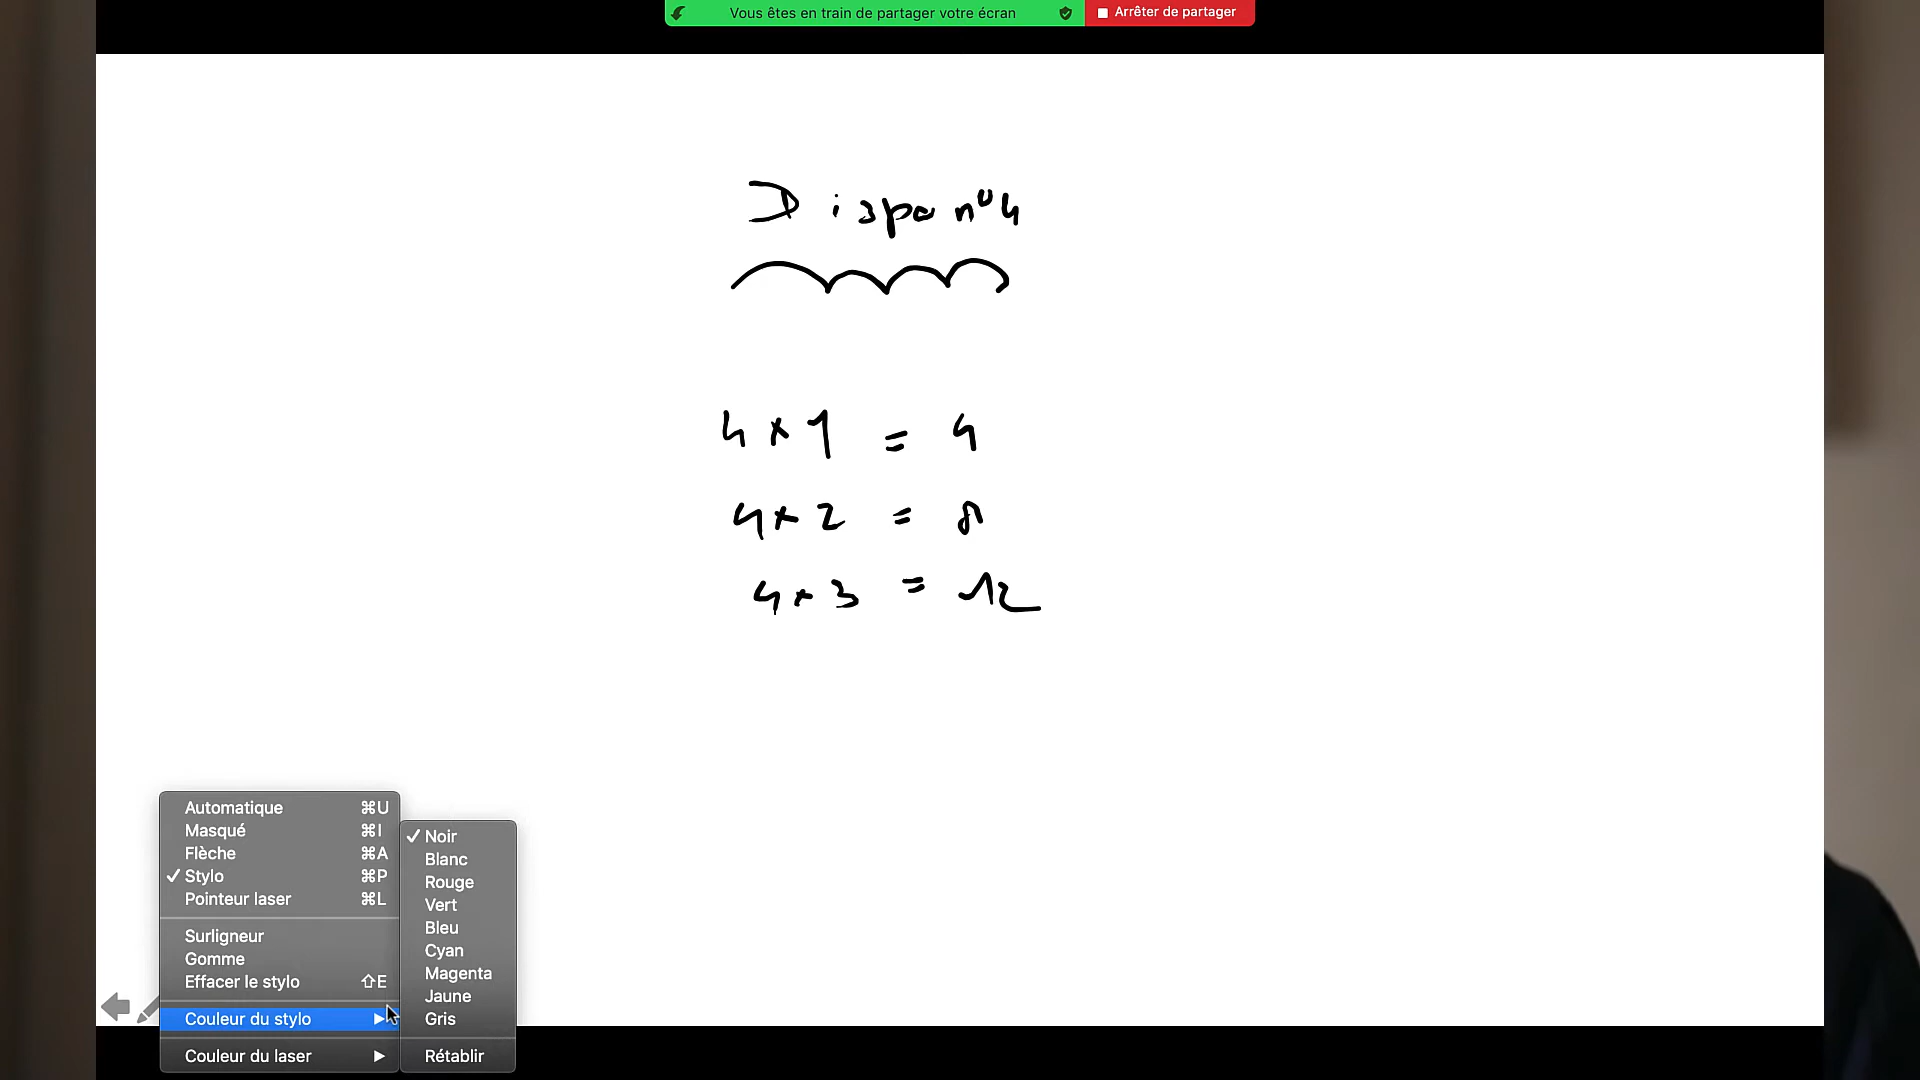 Vous êtes en train de partager votre écran
Arrêter de partager
Diapo n°4
4 × 1 = 4
4 × 2 = 8
4 × 3 = 12
Automatique ⌘U
Masqué ⌘I
Flèche ⌘A
✓ Stylo ⌘P
Pointeur laser ⌘L
Surligneur
Gomme
Effacer le stylo ⇧E
Couleur du stylo ▶
Couleur du laser ▶
✓ Noir
Blanc
Rouge
Vert
Bleu
Cyan
Magenta
Jaune
Gris
Rétablir